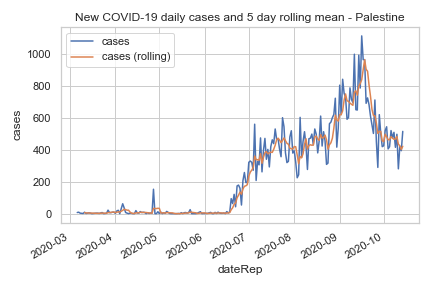 New COVID-19 daily cases and 5 day rolling mean - Palestine
cases
cases (rolling)
1000
800
600
400
200
0
cases
2020-03
2020-04
2020-05
2020-06
2020-07
2020-08
2020-09
2020-10
dateRep